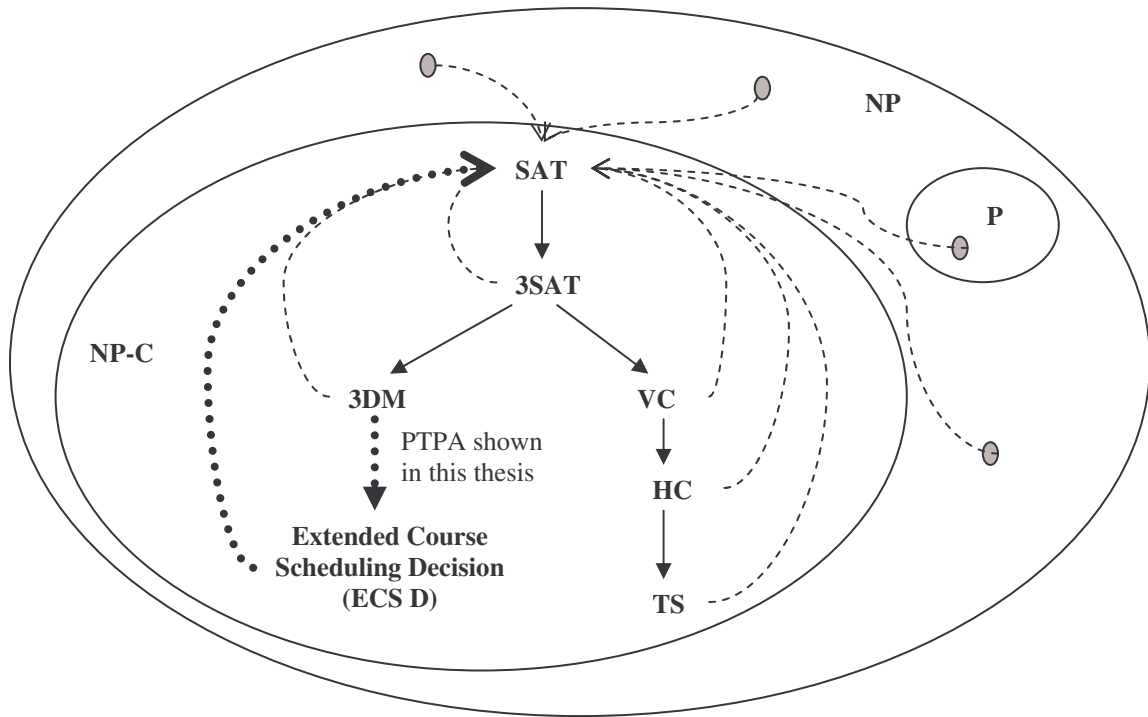 NP
SAT
P
3SAT
NP-C
3DM
VC
PTPA shown
in this thesis
HC
Extended Course
Scheduling Decision
(ECS D)
TS